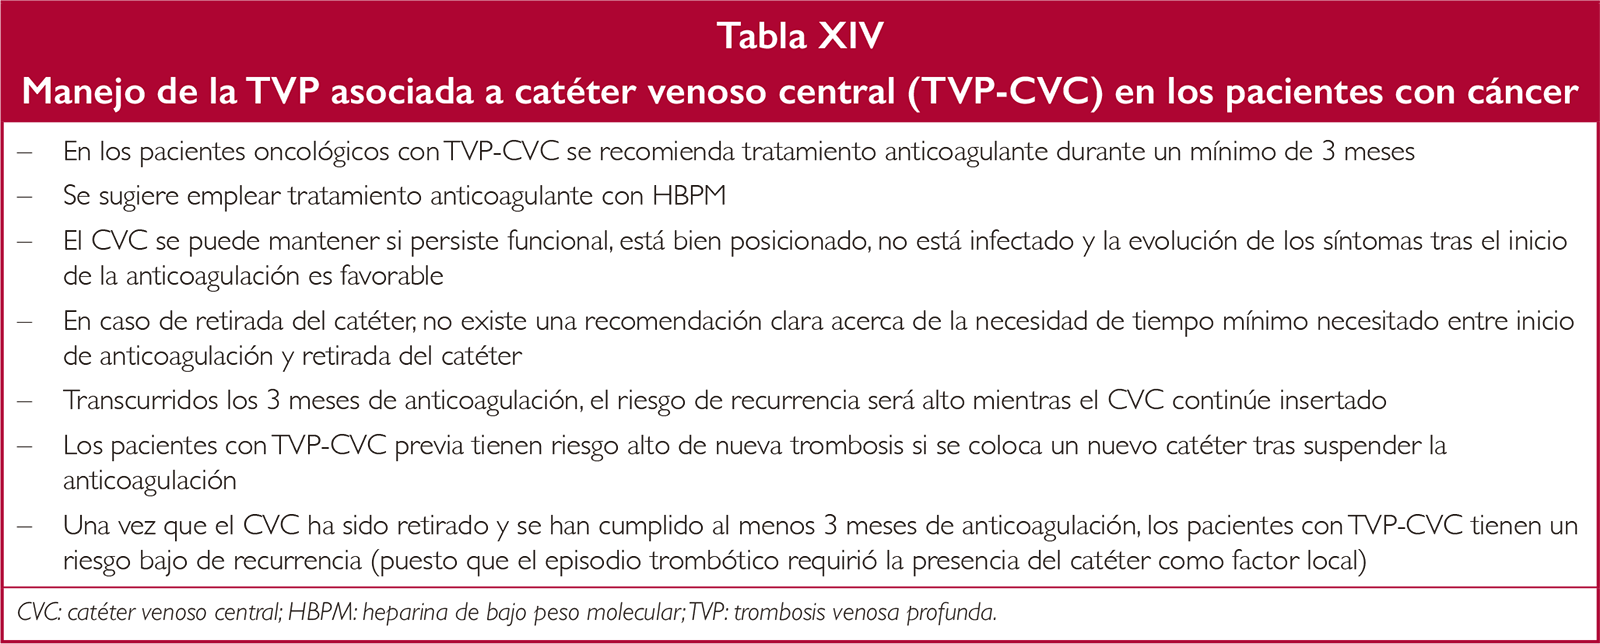 Tabla XIV
Manejo de la TVP asociada a catéter venoso central (TVP-CVC) en los pacientes con cáncer
– En los pacientes oncológicos con TVP-CVC se recomienda tratamiento anticoagulante durante un mínimo de 3 meses
– Se sugiere emplear tratamiento anticoagulante con HBPM
– El CVC se puede mantener si persiste funcional, está bien posicionado, no está infectado y la evolución de los síntomas tras el inicio
de la anticoagulación es favorable
– En caso de retirada del catéter, no existe una recomendación clara acerca de la necesidad de tiempo mínimo necesitado entre inicio
de anticoagulación y retirada del catéter
– Transcurridos los 3 meses de anticoagulación, el riesgo de recurrencia será alto mientras el CVC continúe insertado
– Los pacientes con TVP-CVC previa tienen riesgo alto de nueva trombosis si se coloca un nuevo catéter tras suspender la
anticoagulación
– Una vez que el CVC ha sido retirado y se han cumplido al menos 3 meses de anticoagulación, los pacientes con TVP-CVC tienen un
riesgo bajo de recurrencia (puesto que el episodio trombótico requirió la presencia del catéter como factor local)
CVC: catéter venoso central; HBPM: heparina de bajo peso molecular; TVP: trombosis venosa profunda.